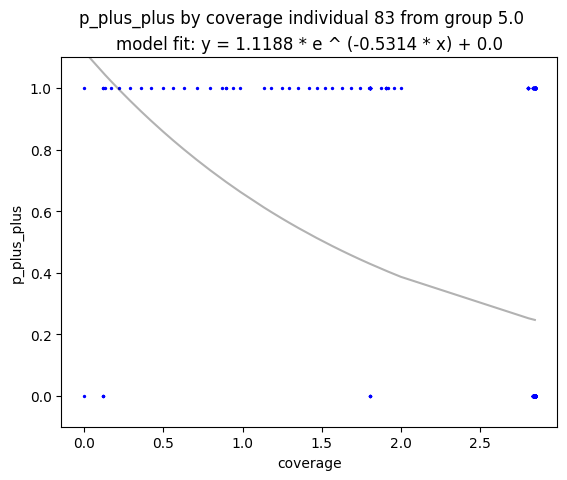 p_plus_plus by coverage individual 83 from group 5.0
model fit: y = 1.1188 * e ^ (-0.5314 * x) + 0.0
1.0
0.8
0.6
0.4
0.2
0.0
p_plus_plus
0.0 0.5 1.0 1.5 2.0 2.5
coverage